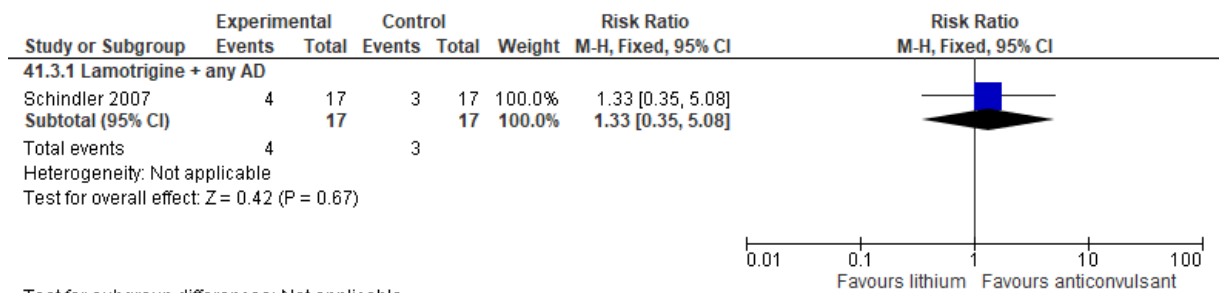 Experimental Control Risk Ratio Risk Ratio
Study or Subgroup Events Total Events Total Weight M-H, Fixed, 95% CI M-H, Fixed, 95% CI
41.3.1 Lamotrigine + any AD
Schindler 2007 4 17 3 17 100.0% 1.33 [0.35, 5.08]
Subtotal (95% CI) 17 17 100.0% 1.33 [0.35, 5.08]
Total events 4 3
Heterogeneity: Not applicable
Test for overall effect: Z = 0.42 (P = 0.67)
0.01 0.1 1 10 100
Favours lithium Favours anticonvulsant
Test for subgroup differences: Not applicable